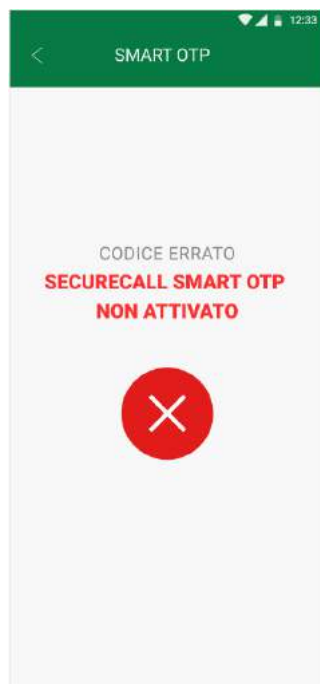 12:33
SMART OTP
CODICE ERRATO
SECURECALL SMART OTP
NON ATTIVATO